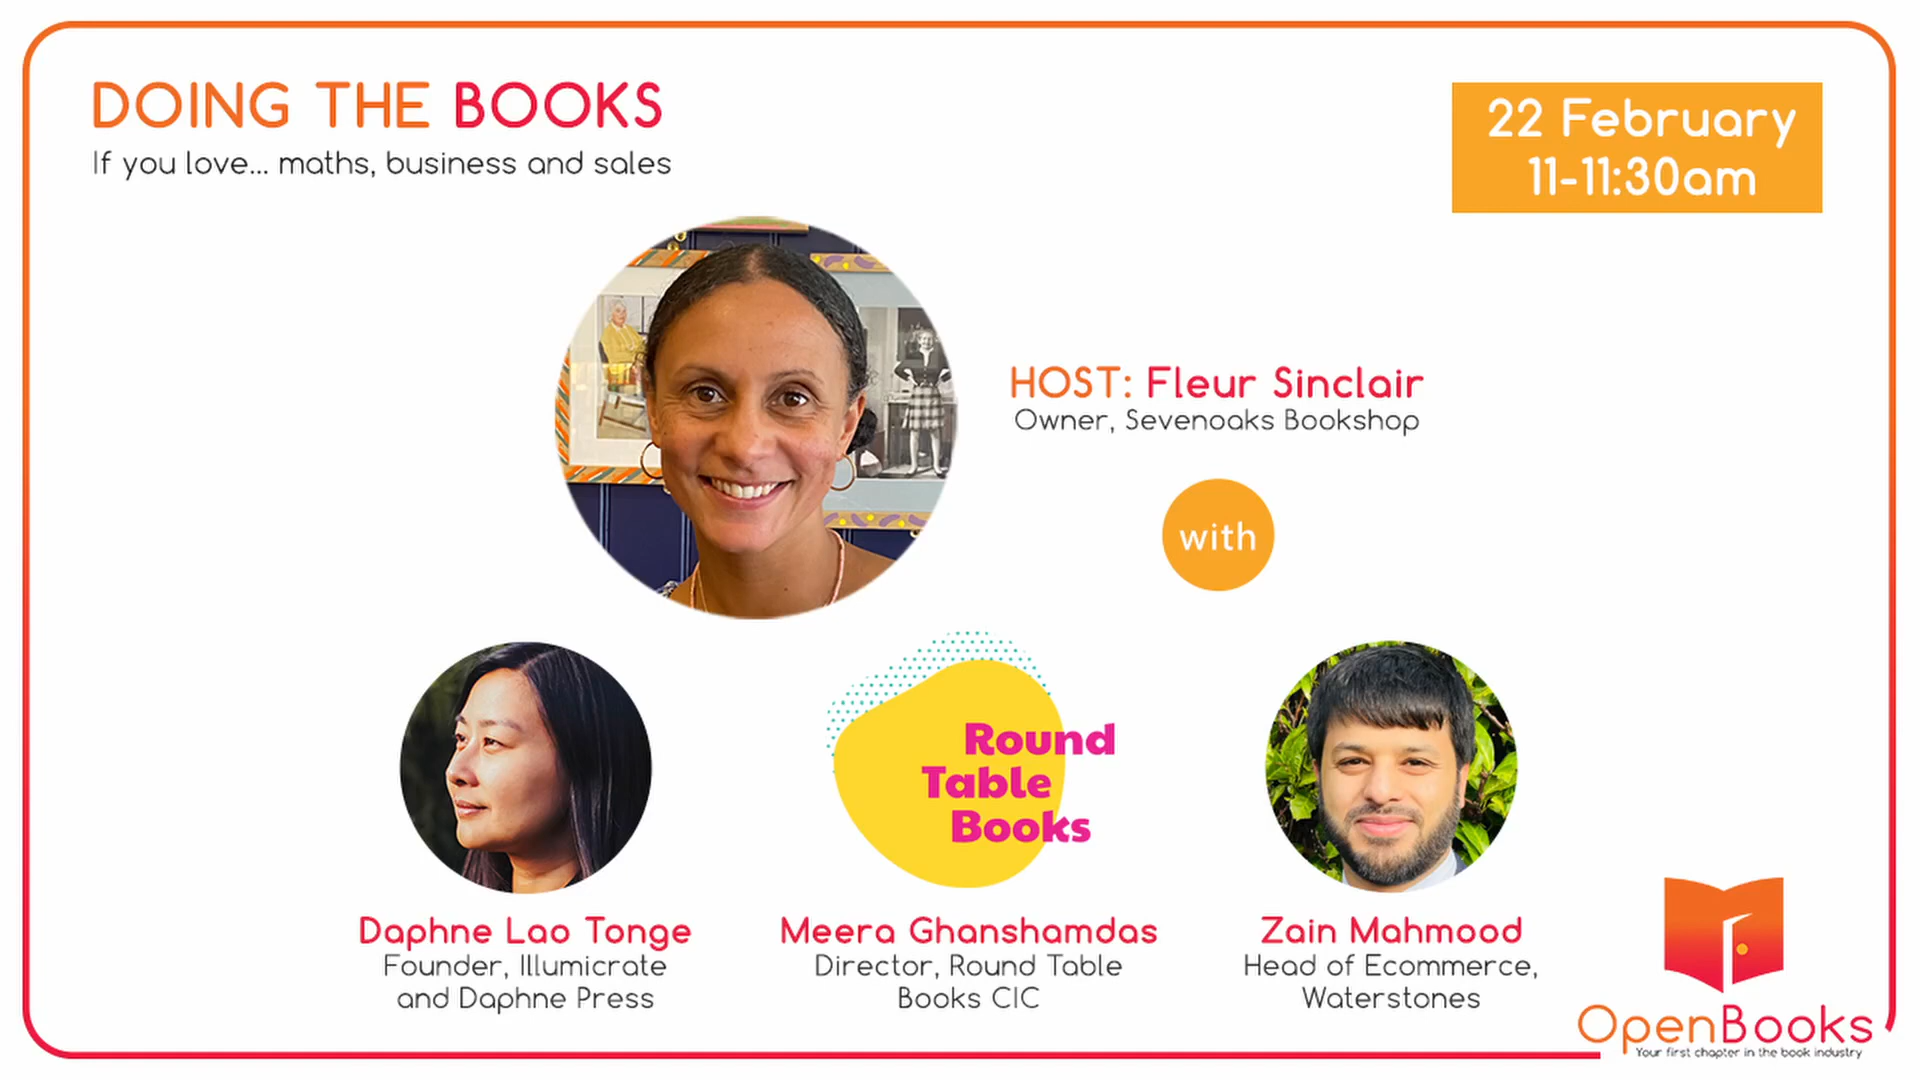 DOING THE BOOKS
If you love... maths, business and sales
22 February
11-11:30am
HOST: Fleur Sinclair
Owner, Sevenoaks Bookshop
with
Round
Table
Books
Daphne Lao Tonge
Founder, Illumicrate
and Daphne Press
Meera Ghanshamdas
Director, Round Table
Books CIC
Zain Mahmood
Head of Ecommerce,
Waterstones
OpenBooks
Your first chapter in the book industry